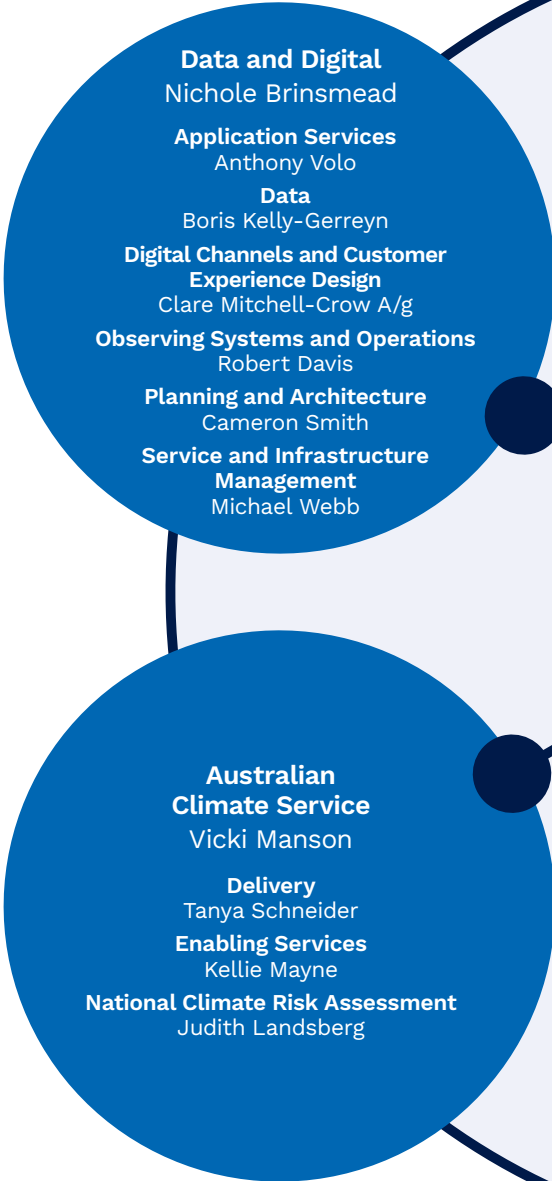 Data and Digital
Nichole Brinsmead
Application Services
Anthony Volo
Data
Boris Kelly-Gerreyn
Digital Channels and Customer
Experience Design
Clare Mitchell-Crow A/g
Observing Systems and Operations
Robert Davis
Planning and Architecture
Cameron Smith
Service and Infrastructure
Management
Michael Webb
Australian
Climate Service
Vicki Manson
Delivery
Tanya Schneider
Enabling Services
Kellie Mayne
National Climate Risk Assessment
Judith Landsberg